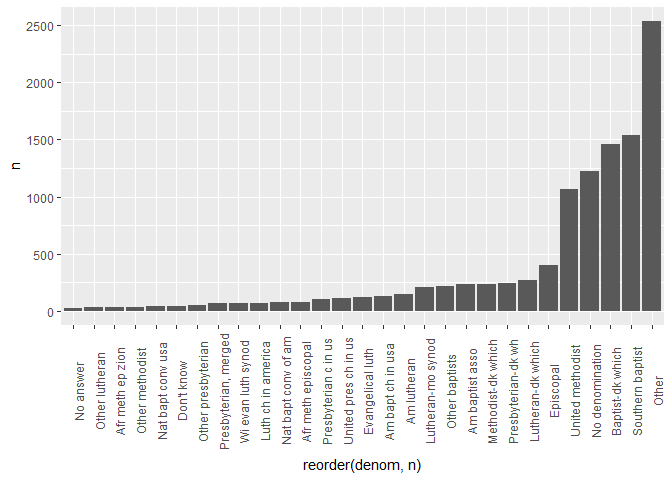 2500
2000
1500
1000
500
0
n
No answer
Other lutheran
Afr meth ep zion
Other methodist
Nat bapt conv usa
Don't know
Other presbyterian
Presbyterian, merged
Wi evan luth synod
Luth ch in america
Nat bapt conv of am
Afr meth episcopal
Presbyterian c in us
United pres ch in us
Evangelical luth
Am bapt ch in usa
Am lutheran
Lutheran-mo synod
Other baptists
Am baptist asso
Methodist-dk which
Presbyterian-dk wh
Lutheran-dk which
Episcopal
United methodist
No denomination
Baptist-dk which
Southern baptist
Other
reorder(denom, n)